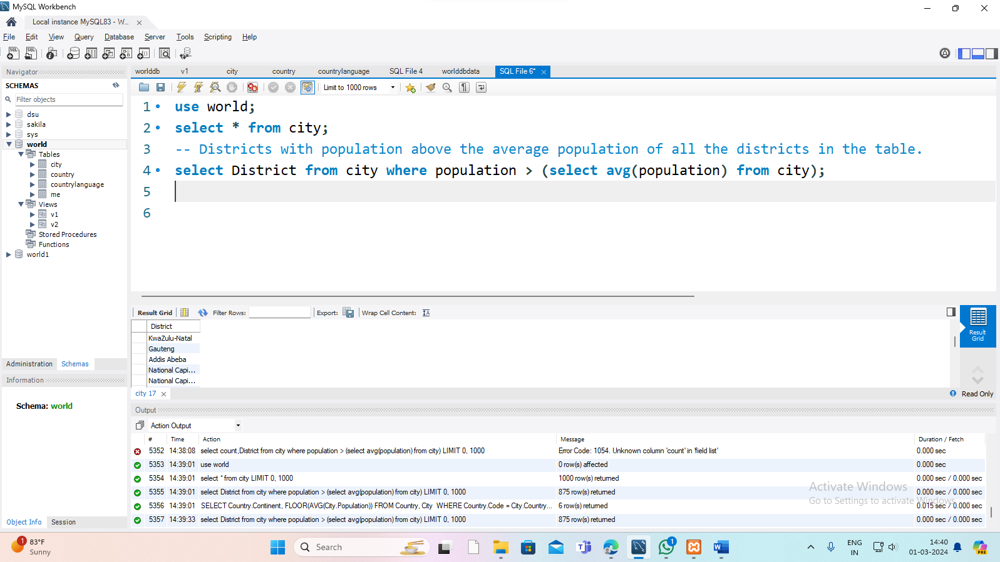 MySQL Workbench
Local instance MySQL83 - W...
File Edit View Query Database Server Tools Scripting Help
Navigator
SCHEMAS
Filter objects
dsu
sakila
sys
world
Tables
city
country
countrylanguage
me
Views
v1
v2
Stored Procedures
Functions
world1
Administration Schemas
Information
Schema: world
Object Info Session
worlddb v1 city country countrylanguage SQL File 4 worlddbdata SQL File 6*
Limit to 1000 rows
1 use world;
2 select * from city;
3 -- Districts with population above the average population of all the districts in the table.
4 select District from city where population > (select avg(population) from city);
5
6
Result Grid Filter Rows: Export: Wrap Cell Content:
District
KwaZulu-Natal
Gauteng
Addis Abeba
National Capi...
National Capi...
Result Grid
city 17
Read Only
Output
Action Output
# Time Action Message Duration / Fetch
5352 14:38:08 select count,District from city where population > (select avg(population) from city) LIMIT 0, 1000 Error Code: 1054. Unknown column 'count' in 'field list' 0.000 sec
5353 14:39:01 use world 0 row(s) affected 0.000 sec
5354 14:39:01 select * from city LIMIT 0, 1000 1000 row(s) returned 0.000 sec / 0.000 sec
5355 14:39:01 select District from city where population > (select avg(population) from city) LIMIT 0, 1000 875 row(s) returned 0.000 sec / 0.000 sec
5356 14:39:01 SELECT Country.Continent, FLOOR(AVG(City.Population)) FROM Country, City WHERE Country.Code = City.Country... 6 row(s) returned 0.015 sec / 0.000 sec
5357 14:39:33 select District from city where population > (select avg(population) from city) LIMIT 0, 1000 875 row(s) returned 0.000 sec / 0.000 sec
Activate Windows
Go to Settings to activate Windows.
1
83°F
Sunny
Search
1
ENG
IN
14:40
01-03-2024
PRE